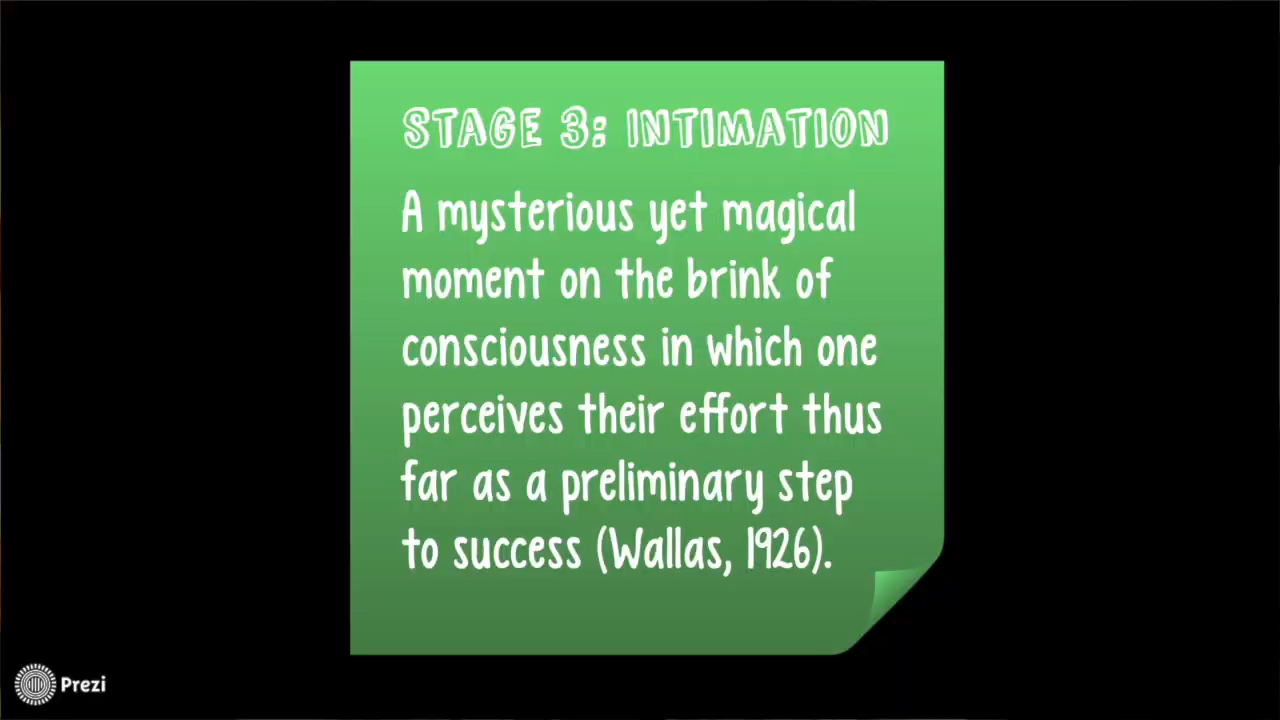 STAGE 3: INTIMATION
A mysterious yet magical
moment on the brink of
consciousness in which one
perceives their effort thus
far as a preliminary step
to success (Wallas, 1926).
Prezi